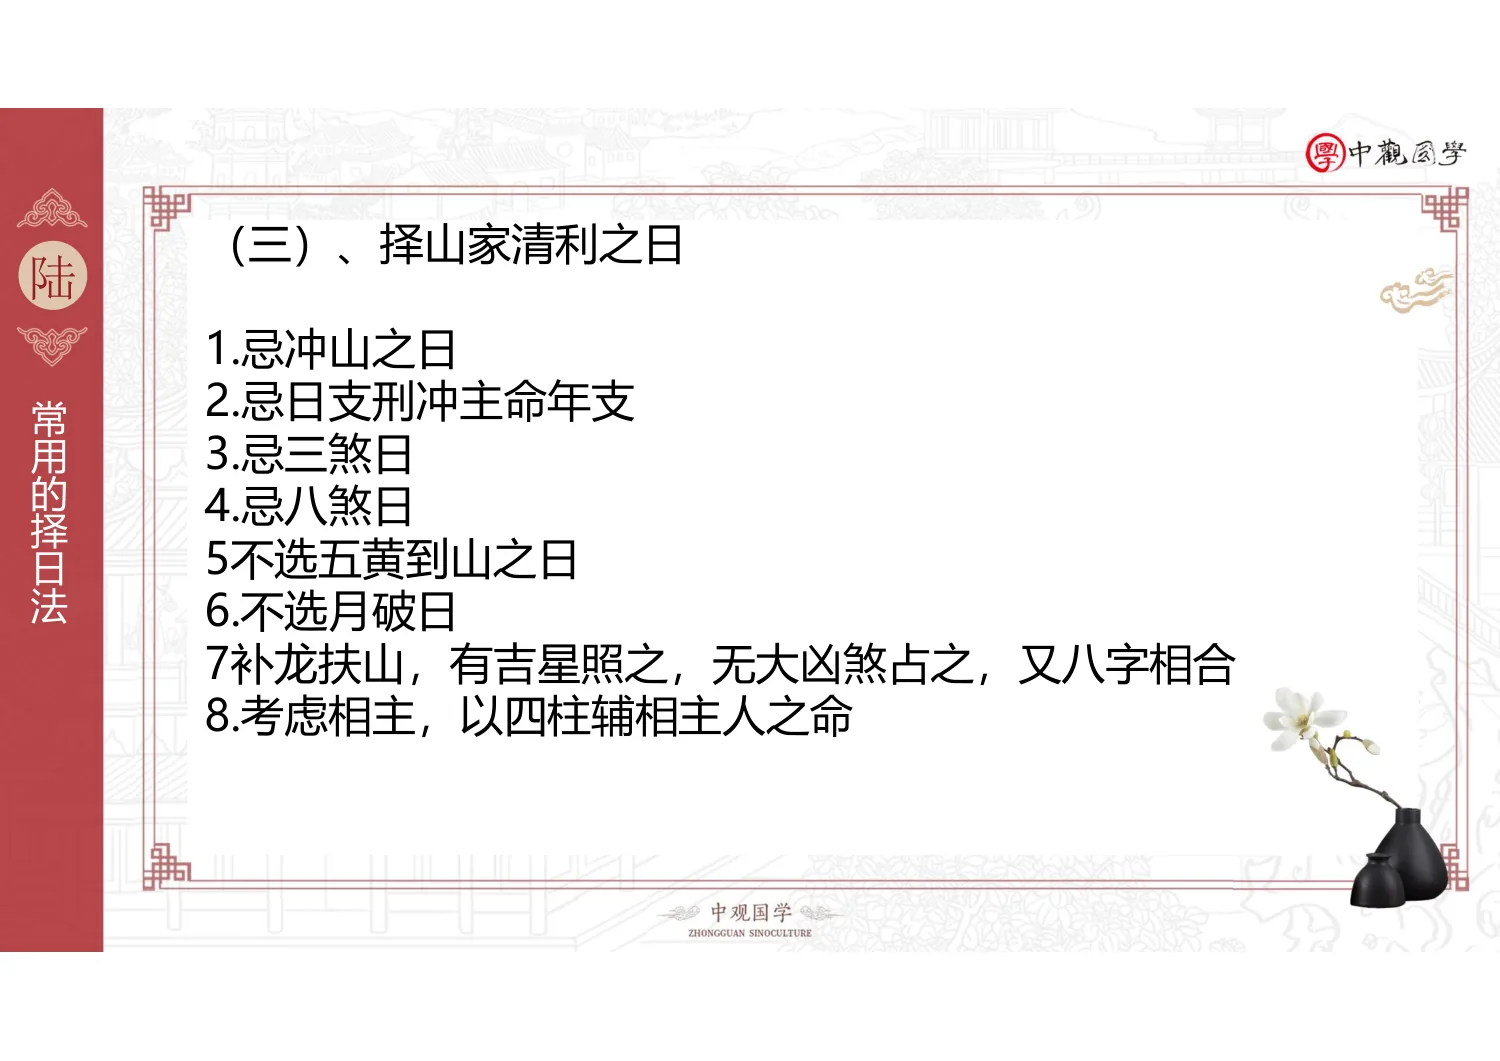 中觀国学
陆
常用的择日法
（三）、择山家清利之日
1.忌冲山之日
2.忌日支刑冲主命年支
3.忌三煞日
4.忌八煞日
5不选五黄到山之日
6.不选月破日
7补龙扶山，有吉星照之，无大凶煞占之，又八字相合
8.考虑相主，以四柱辅相主人之命
中观国学
ZHONGGUAN SINOCULTURE